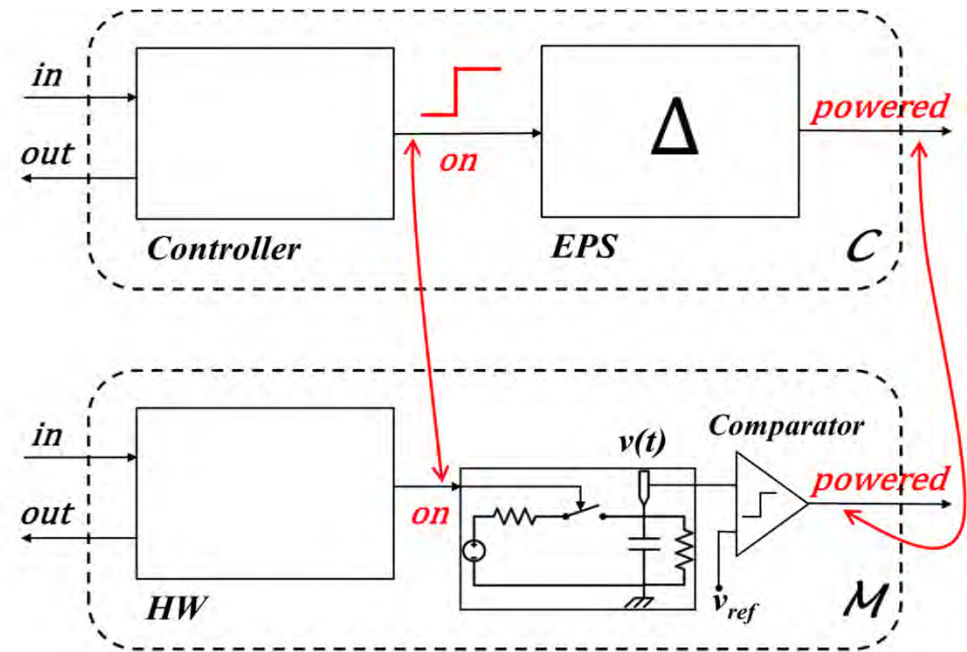 in
out
on
Δ
powered
Controller
EPS
C
in
out
on
v(t)
Comparator
powered
HW
v_ref
M